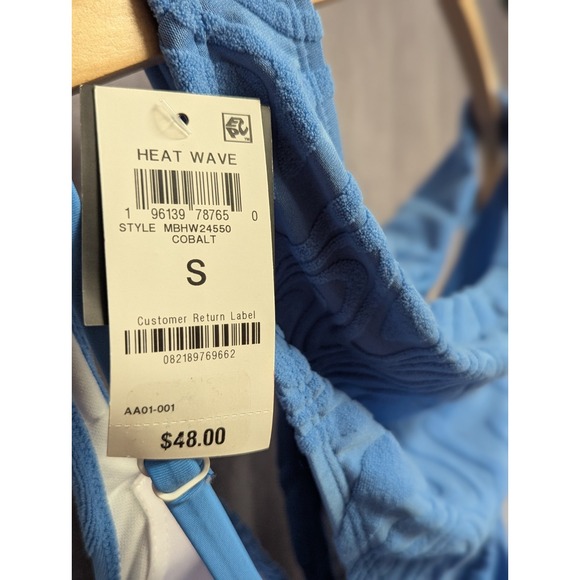 HEAT WAVE
1 96139 78765 0
STYLE MBHW24550
COBALT
S
Customer Return Label
082189769662
AA01-001
$48.00